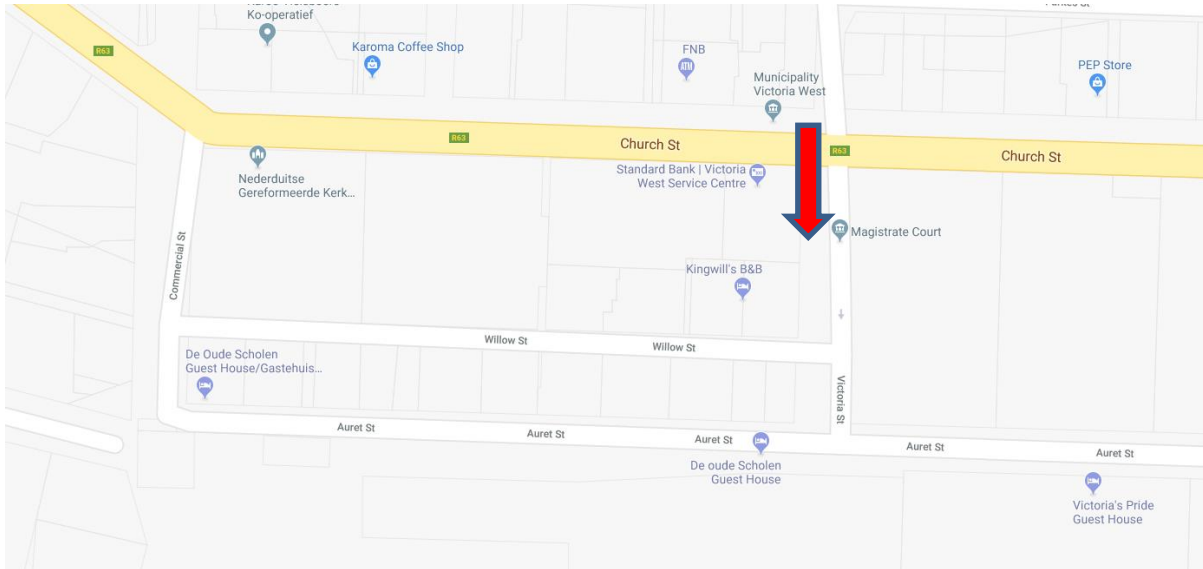 Ko-operatief
R63
Karoma Coffee Shop
FNB
ATM
Municipality
Victoria West
PEP Store
R63
Church St
R63
Church St
Nederduitse
Gereformeerde Kerk...
Standard Bank | Victoria
West Service Centre
Magistrate Court
Commercial St
Kingwill's B&B
Willow St
Willow St
De Oude Scholen
Guest House/Gastehuis...
Victoria St
Auret St
Auret St
Auret St
Auret St
Auret St
De oude Scholen
Guest House
Victoria's Pride
Guest House